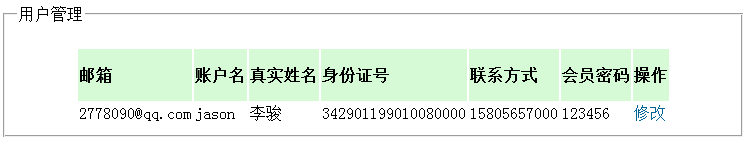 用户管理
邮箱 账户名 真实姓名 身份证号 联系方式 会员密码 操作
2778090@qq.com jason 李骏 342901199010080000 15805657000 123456 修改